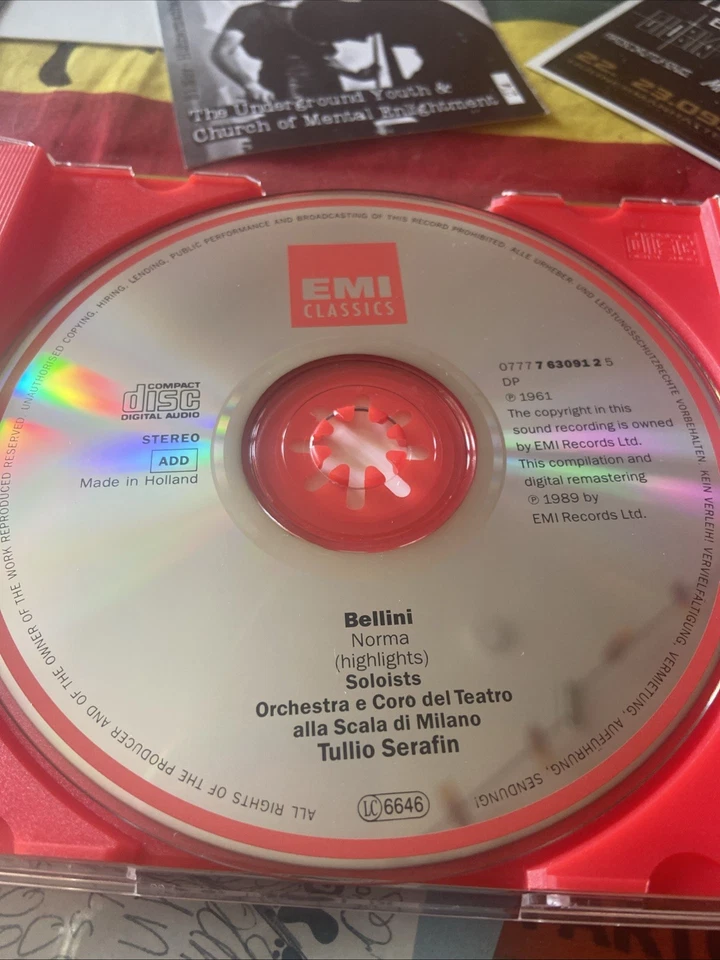 The Underground Youth &
Church of Mental Enlightment
22.
23.09
EMI
CLASSICS
COMPACT
disc
DIGITAL AUDIO
STEREO
ADD
Made in Holland
0777 7 63091 2 5
DP
℗ 1961
The copyright in this
sound recording is owned
by EMI Records Ltd.
This compilation and
digital remastering
℗ 1989 by
EMI Records Ltd.
Bellini
Norma
(highlights)
Soloists
Orchestra e Coro del Teatro
alla Scala di Milano
Tullio Serafin
LC 6646
ALL RIGHTS OF THE PRODUCER AND OF THE OWNER OF THE WORK REPRODUCED RESERVED. UNAUTHORISED COPYING, HIRING, LENDING, PUBLIC PERFORMANCE AND BROADCASTING OF THIS RECORD PROHIBITED. ALLE URHEBER- UND LEISTUNGSSCHUTZRECHTE VORBEHALTEN. KEIN VERLEIH! VERVIELFÄLTIGUNG, VERMIETUNG, AUFFÜHRUNG, SENDUNG!
disc